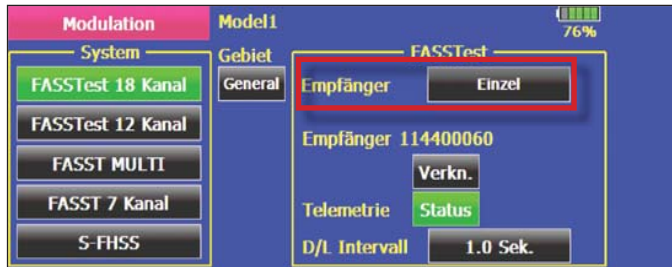 Modulation
Model1
76%
System
FASSTest 18 Kanal
FASSTest 12 Kanal
FASST MULTI
FASST 7 Kanal
S-FHSS
Gebiet
General
FASSTest
Empfänger Einzel
Empfänger 114400060
Verkn.
Telemetrie Status
D/L Intervall 1.0 Sek.